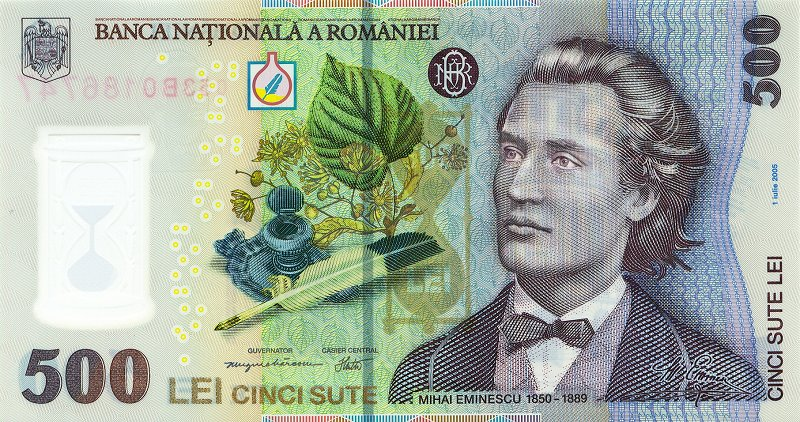 BANCA NAȚIONALĂ A ROMÂNIEI
500
BR
1 iulie 2005
CINCI SUTE LEI
GUVERNATOR
CASIER CENTRAL
500 LEI CINCI SUTE
MIHAI EMINESCU 1850 - 1889